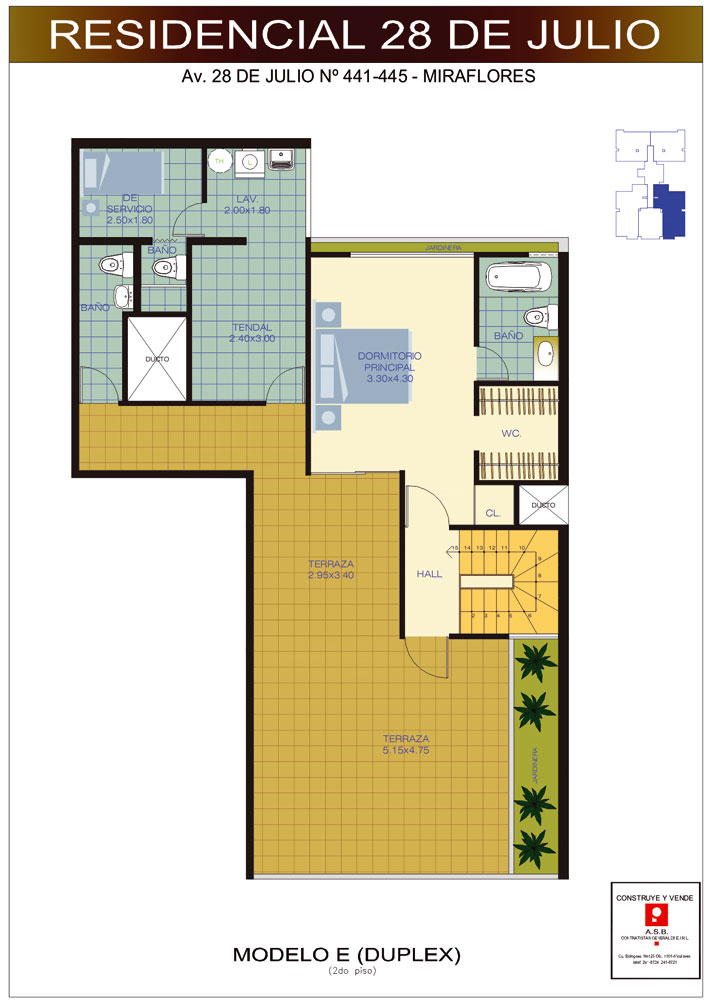 RESIDENCIAL 28 DE JULIO
Av. 28 DE JULIO Nº 441-445 - MIRAFLORES
TH
L
DE
SERVICIO
2.50x1.80
LAV.
2.00x1.80
BAÑO
BAÑO
JARDINERA
TENDAL
2.40x3.00
DUCTO
DORMITORIO
PRINCIPAL
3.30x4.30
BAÑO
WC.
CL.
DUCTO
15 14 13 12 11 10
9
8
7
2 3 4 5 6
HALL
TERRAZA
2.95x3.40
TERRAZA
5.15x4.75
JARDINERA
CONSTRUYE Y VENDE
A.S.B.
CONTRATISTAS GENERALES E.I.R.L.
MODELO E (DUPLEX)
(2do piso)